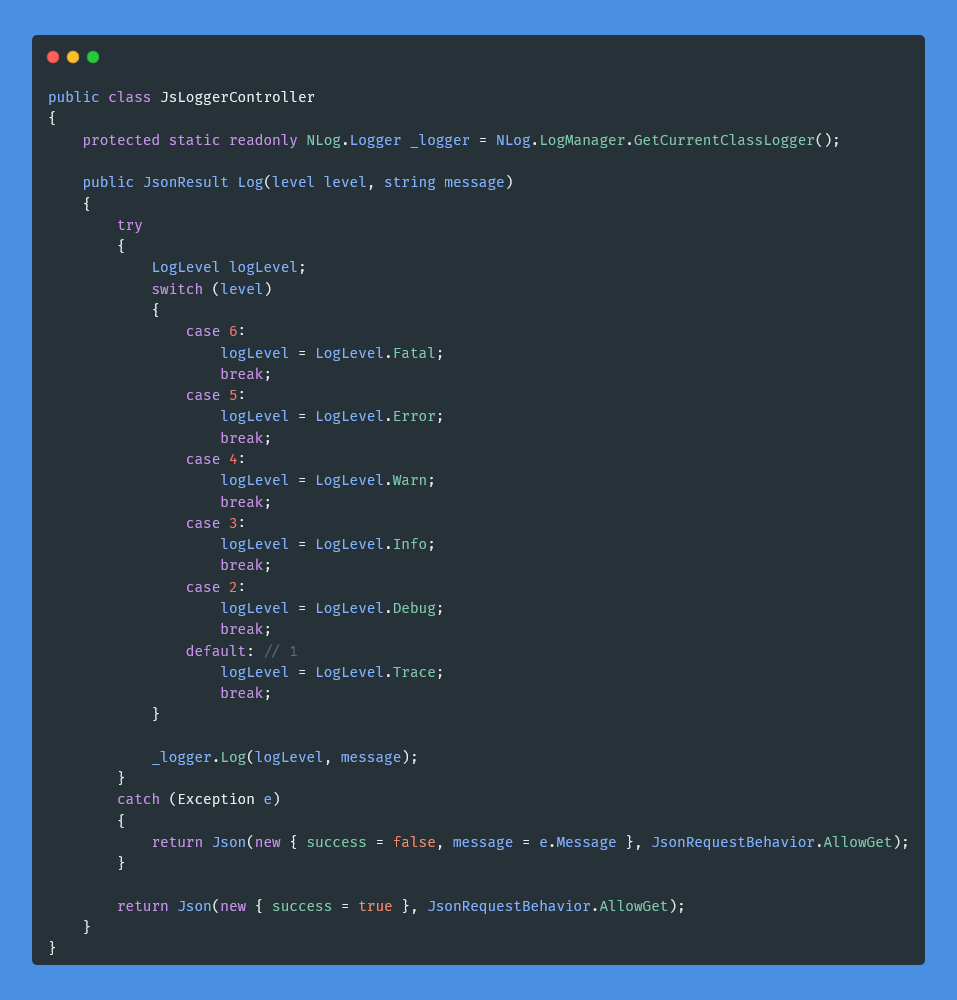 public class JsLoggerController
{
    protected static readonly NLog.Logger _logger = NLog.LogManager.GetCurrentClassLogger();

    public JsonResult Log(level level, string message)
    {
        try
        {
            LogLevel logLevel;
            switch (level)
            {
                case 6:
                    logLevel = LogLevel.Fatal;
                    break;
                case 5:
                    logLevel = LogLevel.Error;
                    break;
                case 4:
                    logLevel = LogLevel.Warn;
                    break;
                case 3:
                    logLevel = LogLevel.Info;
                    break;
                case 2:
                    logLevel = LogLevel.Debug;
                    break;
                default: // 1
                    logLevel = LogLevel.Trace;
                    break;
            }

            _logger.Log(logLevel, message);
        }
        catch (Exception e)
        {
            return Json(new { success = false, message = e.Message }, JsonRequestBehavior.AllowGet);
        }

        return Json(new { success = true }, JsonRequestBehavior.AllowGet);
    }
}